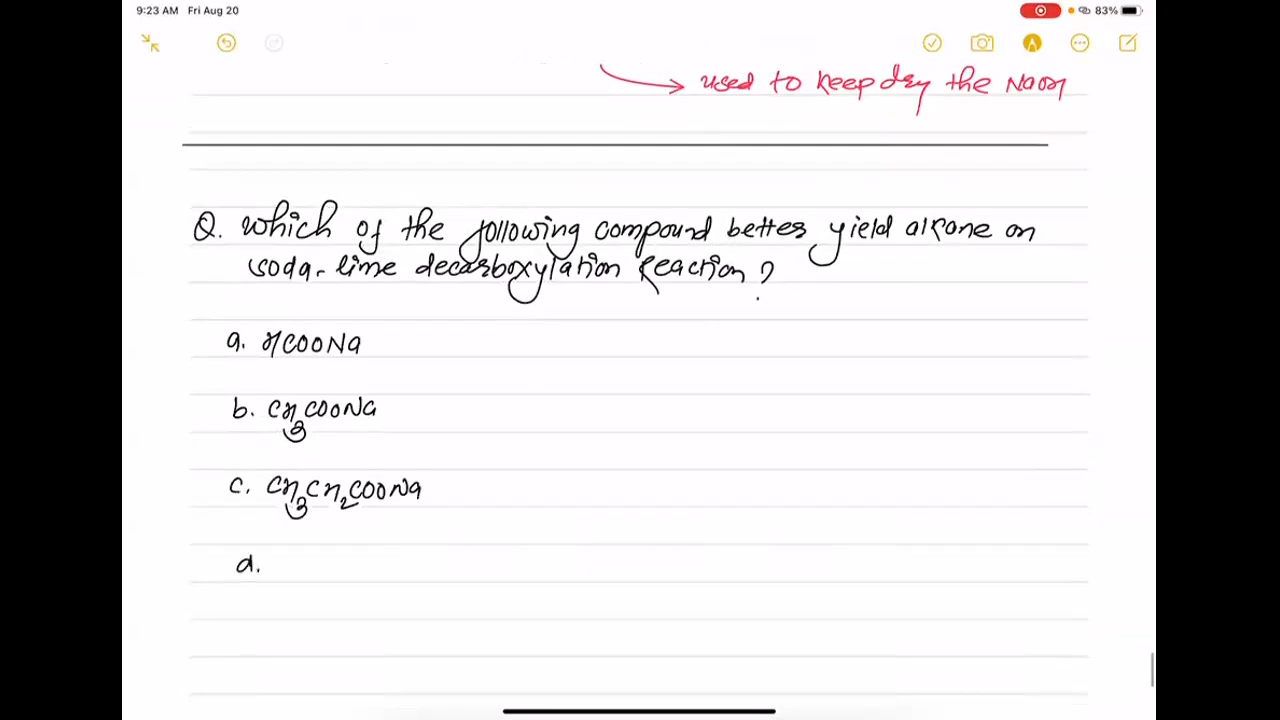 9:23 AM Fri Aug 20
83%
used to keep dry the NaOH
Q. Which of the following compound better yield alkane on
soda-lime decarboxylation Reaction?
a. HCOONa
b. CH3COONa
c. CH3CH2COONa
d.